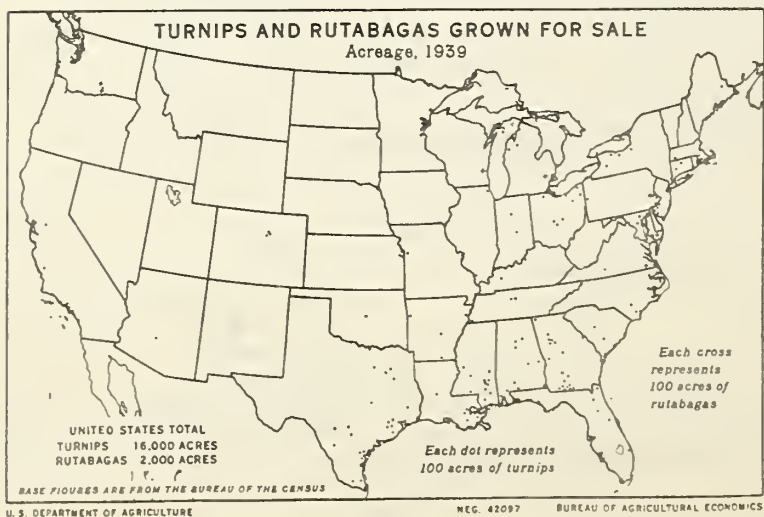 TURNIPS AND RUTABAGAS GROWN FOR SALE
Acreage, 1939
Each cross
represents
100 acres of
rutabagas
UNITED STATES TOTAL
TURNIPS 16,000 ACRES
RUTABAGAS 2,000 ACRES
Each dot represents
100 acres of turnips
BASE FIGURES ARE FROM THE BUREAU OF THE CENSUS
U. S. DEPARTMENT OF AGRICULTURE NEG. 42097 BUREAU OF AGRICULTURAL ECONOMICS